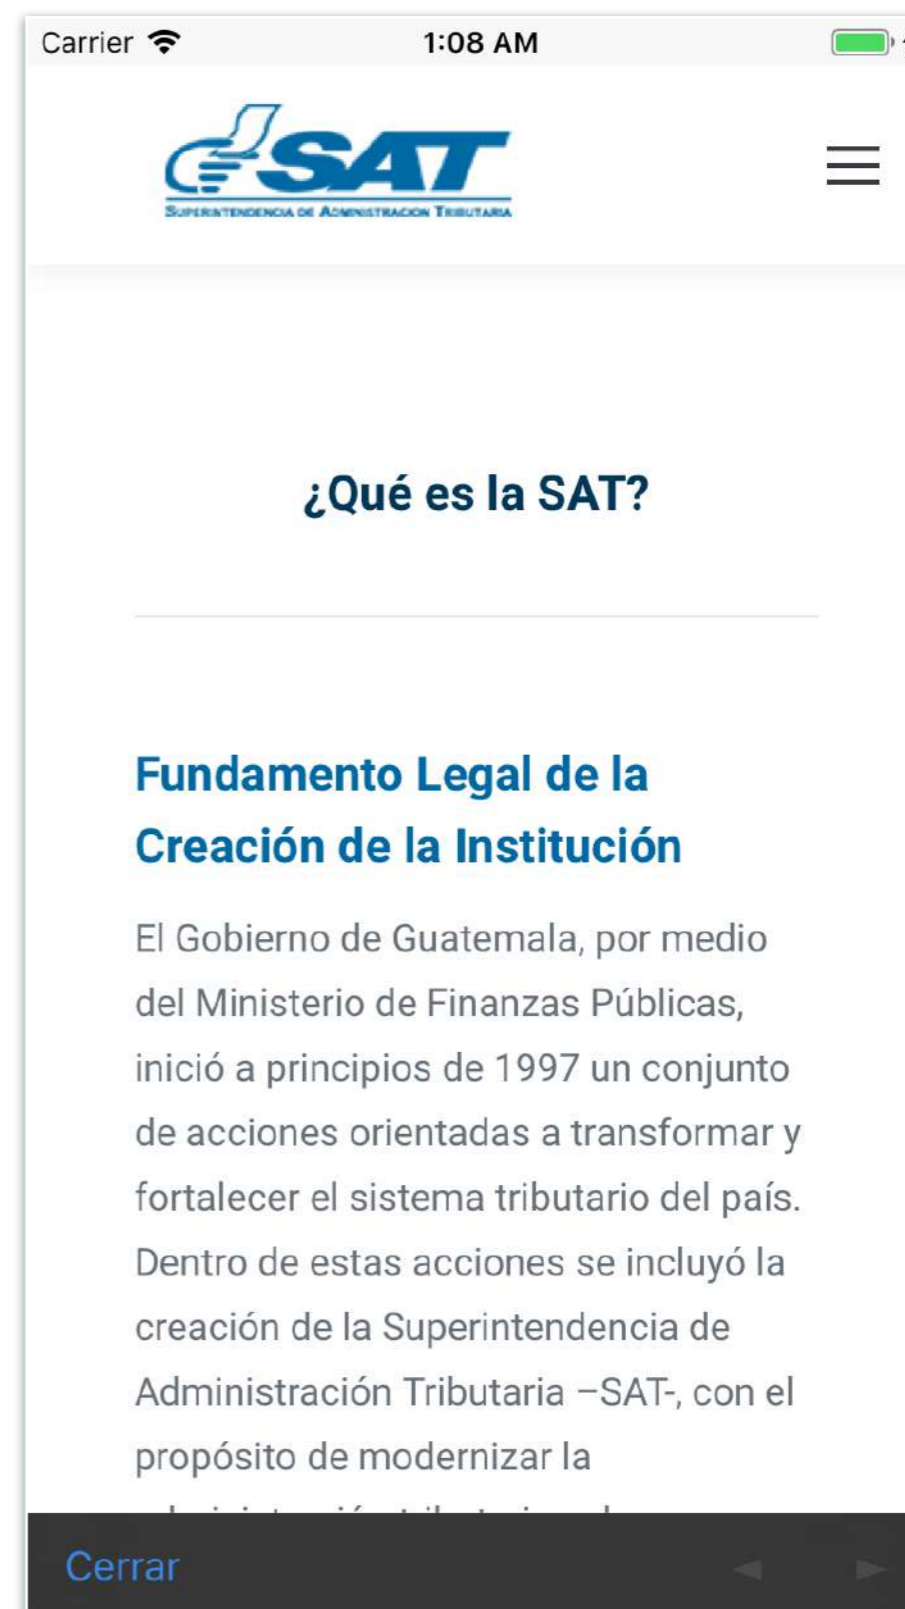 Carrier
1:08 AM
SAT
SUPERINTENDENCIA DE ADMINISTRACION TRIBUTARIA
¿Qué es la SAT?
Fundamento Legal de la
Creación de la Institución
El Gobierno de Guatemala, por medio
del Ministerio de Finanzas Públicas,
inició a principios de 1997 un conjunto
de acciones orientadas a transformar y
fortalecer el sistema tributario del país.
Dentro de estas acciones se incluyó la
creación de la Superintendencia de
Administración Tributaria –SAT-, con el
propósito de modernizar la
Cerrar